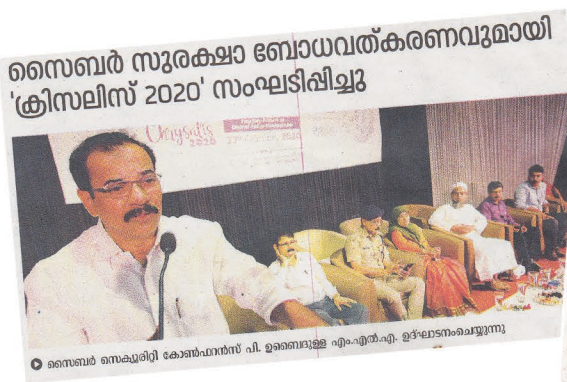 സൈബർ സുരക്ഷാ ബോധവത്കരണവുമായി
'ക്രിസലിസ് 2020' സംഘടിപ്പിച്ചു
Chrysalis
2020
സൈബർ സെക്യൂരിറ്റി കോൺഫറൻസ് പി. ഉബൈദുള്ള എം.എൽ.എ. ഉദ്ഘാടനംചെയ്യുന്നു